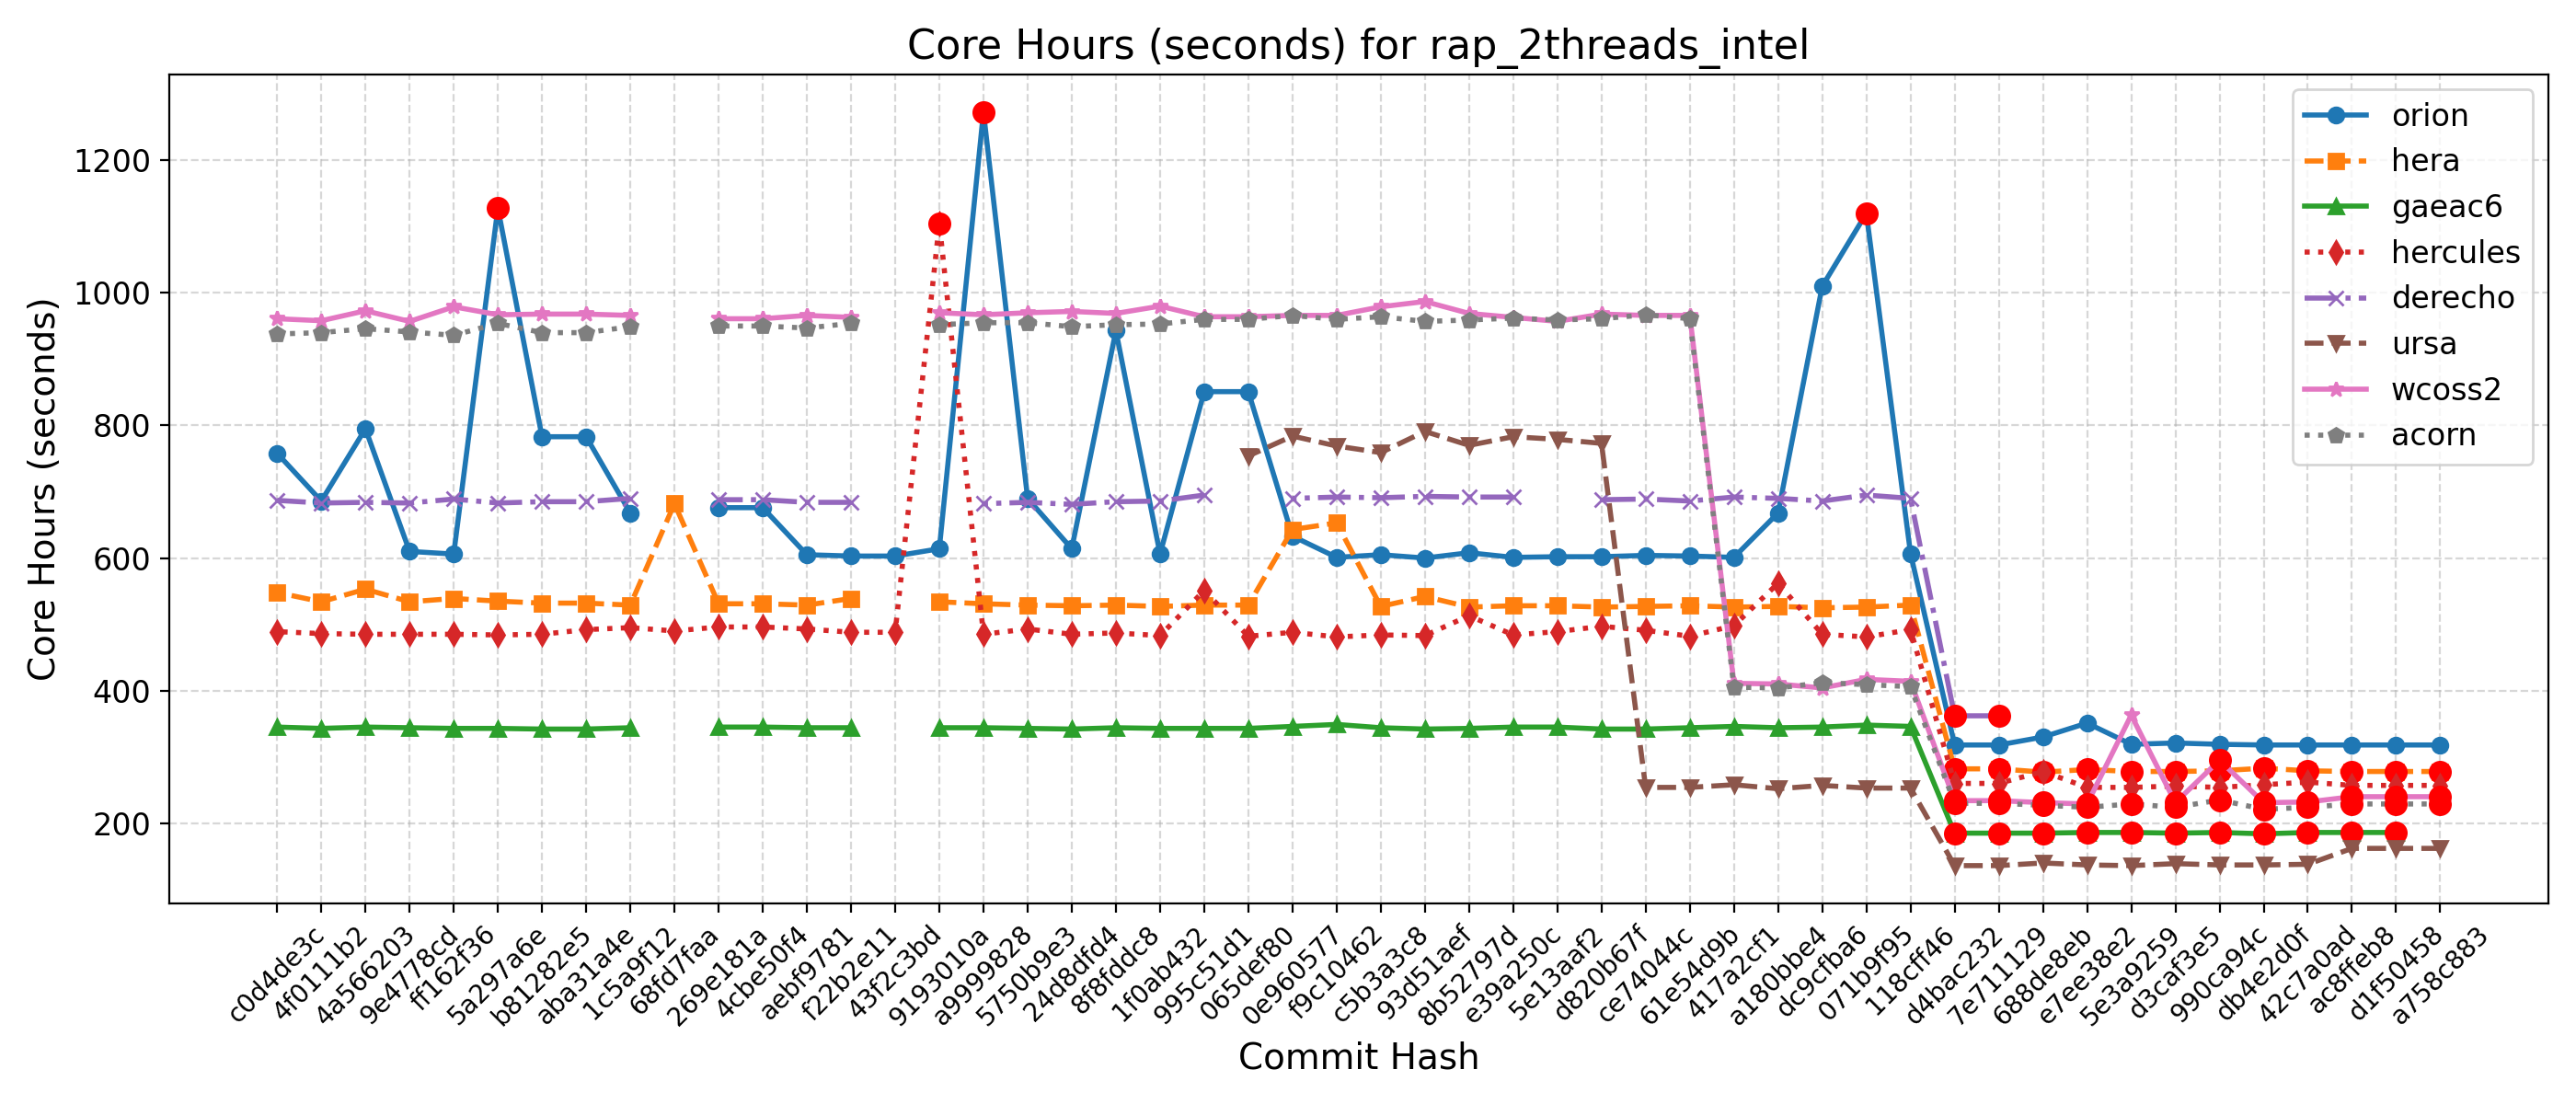 Core Hours (seconds) for rap_2threads_intel
Core Hours (seconds)
1200
1000
800
600
400
200
orion
hera
gaeac6
hercules
derecho
ursa
wcoss2
acorn
c0d4de3c
4f0111b2
4a566203
9e4778cd
ff162f36
5a297a6e
b81282e5
aba31a4e
1c5a9f12
68fd7faa
269e181a
4cbe50f4
aebf9781
f22b2e11
43f2c3bd
9193010a
a9999828
5750b9e3
24d8dfd4
8f8fddc8
1f0ab432
995c51d1
065def80
0e960577
f9c10462
c5b3a3c8
93d51aef
8b52797d
e39a250c
5e13aaf2
d820b67f
ce74044c
61e54d9b
417a2cf1
a180bbe4
dc9cfba6
071b9f95
118cff46
d4bac232
7e711129
688de8eb
e7ee38e2
5e3a9259
d3caf3e5
990ca94c
db4e2d0f
42c7a0ad
ac8ffeb8
d1f50458
a758c883
Commit Hash